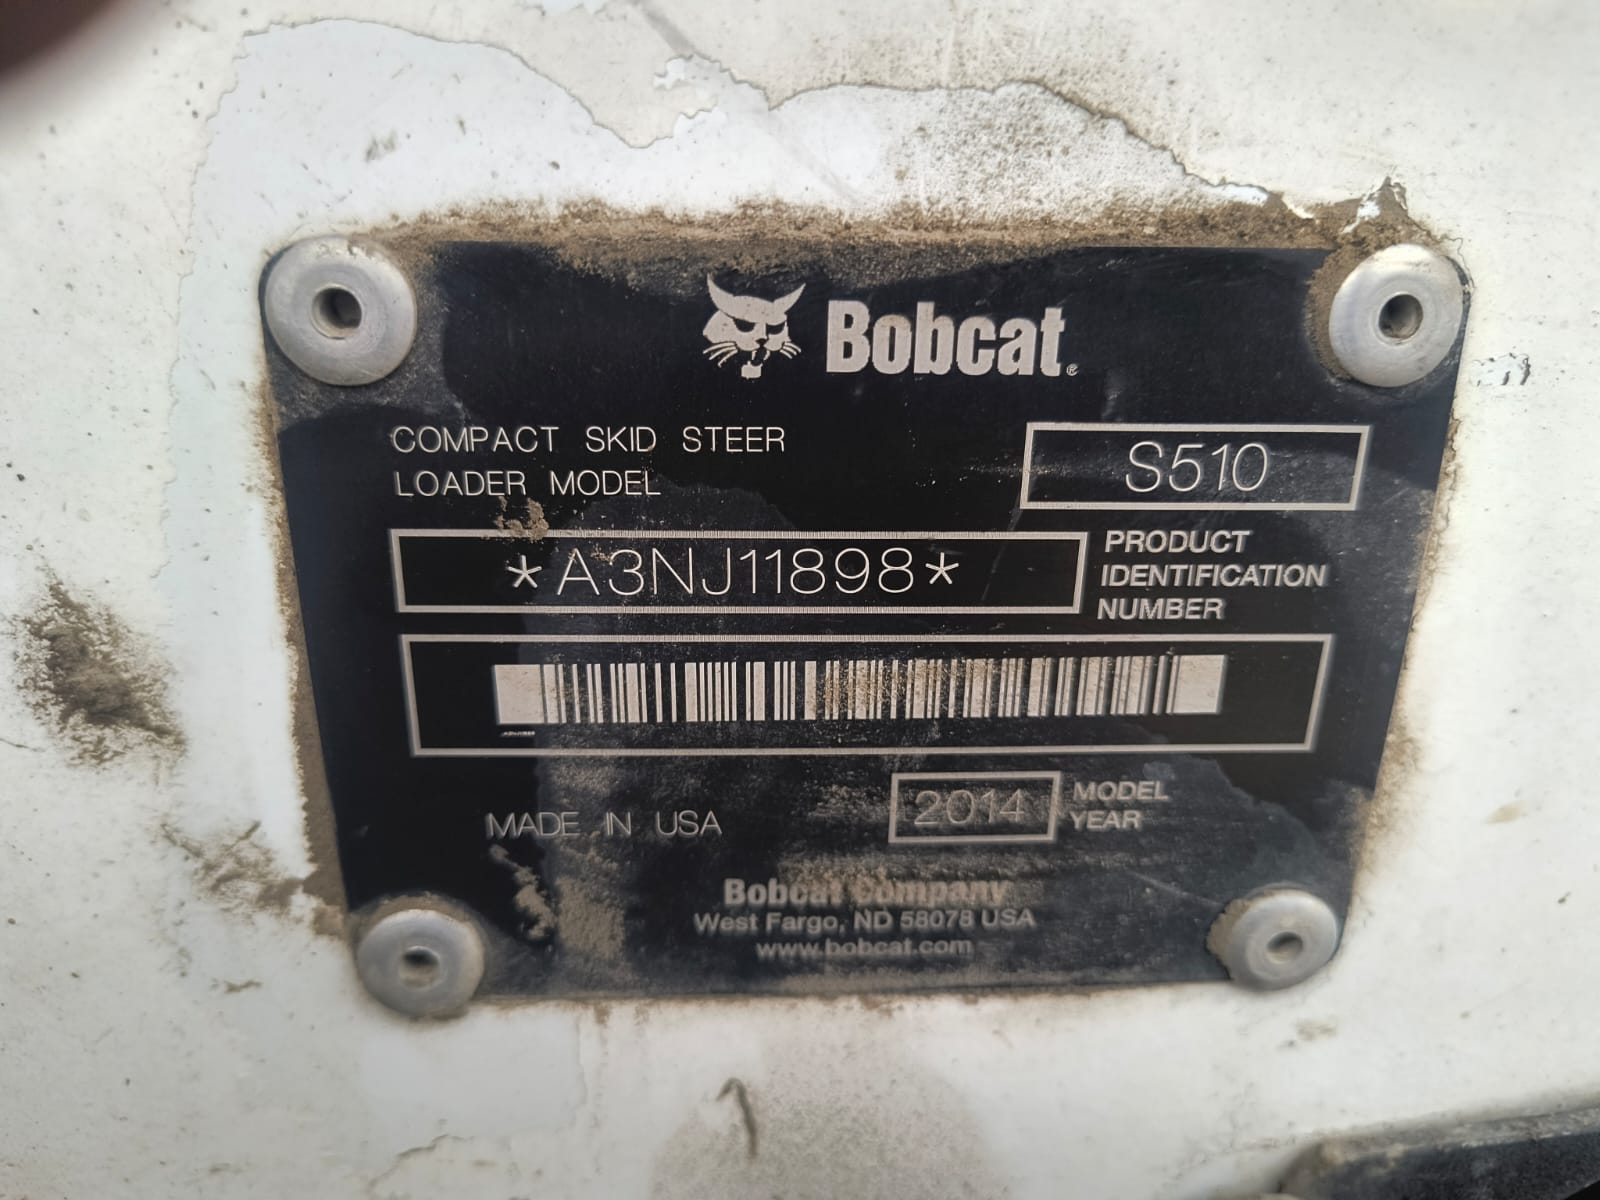 Bobcat®
COMPACT SKID STEER
LOADER MODEL
S510
*A3NJ11898*
PRODUCT
IDENTIFICATION
NUMBER
MADE IN USA
2014
MODEL
YEAR
Bobcat Company
West Fargo, ND 58078 USA
www.bobcat.com